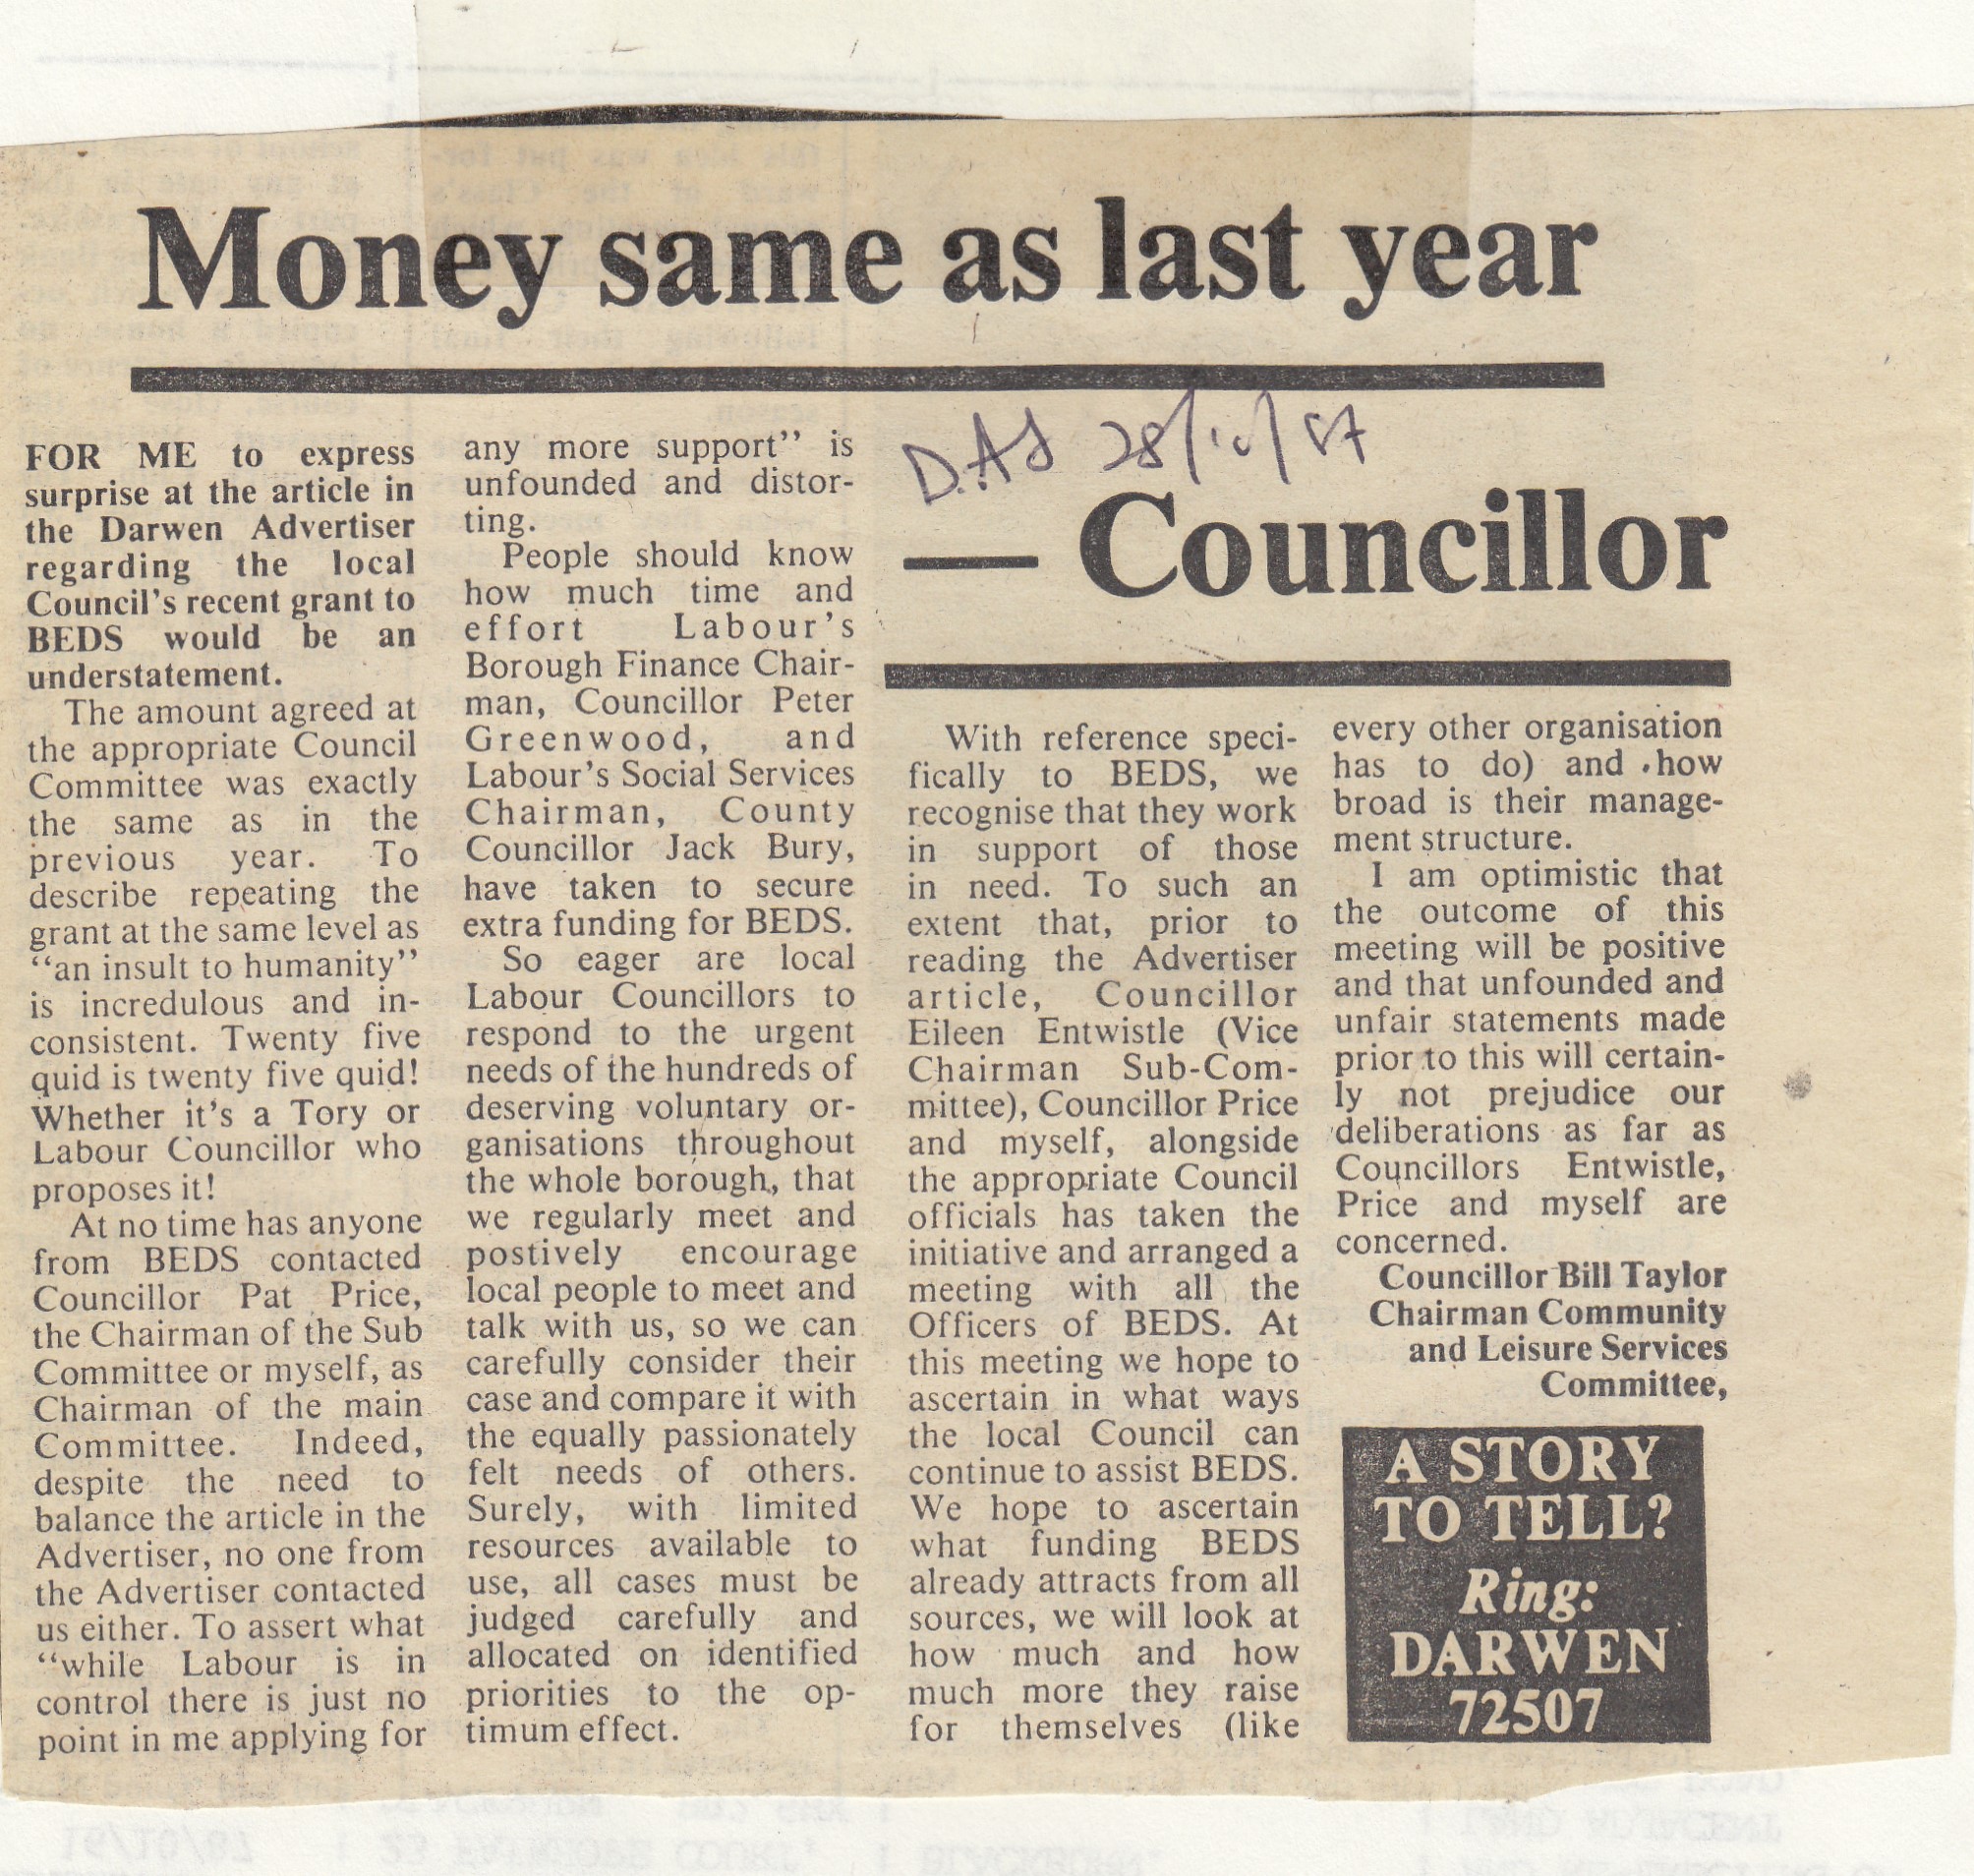 Money same as last year
D.A. 28/10/87
— Councillor
FOR ME to express
surprise at the article in
the Darwen Advertiser
regarding the local
Council's recent grant to
BEDS would be an
understatement.
The amount agreed at
the appropriate Council
Committee was exactly
the same as in the
previous year. To
describe repeating the
grant at the same level as
“an insult to humanity”
is incredulous and in-
consistent. Twenty five
quid is twenty five quid!
Whether it's a Tory or
Labour Councillor who
proposes it!
At no time has anyone
from BEDS contacted
Councillor Pat Price,
the Chairman of the Sub
Committee or myself, as
Chairman of the main
Committee. Indeed,
despite the need to
balance the article in the
Advertiser, no one from
the Advertiser contacted
us either. To assert what
“while Labour is in
control there is just no
point in me applying for
any more support” is
unfounded and distor-
ting.
People should know
how much time and
effort Labour's
Borough Finance Chair-
man, Councillor Peter
Greenwood, and
Labour's Social Services
Chairman, County
Councillor Jack Bury,
have taken to secure
extra funding for BEDS.
So eager are local
Labour Councillors to
respond to the urgent
needs of the hundreds of
deserving voluntary or-
ganisations throughout
the whole borough, that
we regularly meet and
postively encourage
local people to meet and
talk with us, so we can
carefully consider their
case and compare it with
the equally passionately
felt needs of others.
Surely, with limited
resources available to
use, all cases must be
judged carefully and
allocated on identified
priorities to the op-
timum effect.
With reference speci-
fically to BEDS, we
recognise that they work
in support of those
in need. To such an
extent that, prior to
reading the Advertiser
article, Councillor
Eileen Entwistle (Vice
Chairman Sub-Com-
mittee), Councillor Price
and myself, alongside
the appropriate Council
officials has taken the
initiative and arranged a
meeting with all the
Officers of BEDS. At
this meeting we hope to
ascertain in what ways
the local Council can
continue to assist BEDS.
We hope to ascertain
what funding BEDS
already attracts from all
sources, we will look at
how much and how
much more they raise
for themselves (like
every other organisation
has to do) and how
broad is their manage-
ment structure.
I am optimistic that
the outcome of this
meeting will be positive
and that unfounded and
unfair statements made
prior to this will certain-
ly not prejudice our
deliberations as far as
Councillors Entwistle,
Price and myself are
concerned.
Councillor Bill Taylor
Chairman Community
and Leisure Services
Committee,
A STORY
TO TELL?
Ring:
DARWEN
72507